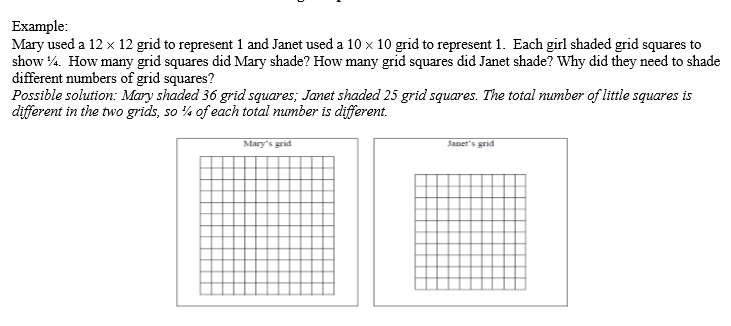 Example:
Mary used a 12 × 12 grid to represent 1 and Janet used a 10 × 10 grid to represent 1. Each girl shaded grid squares to
show ¼. How many grid squares did Mary shade? How many grid squares did Janet shade? Why did they need to shade
different numbers of grid squares?
Possible solution: Mary shaded 36 grid squares; Janet shaded 25 grid squares. The total number of little squares is
different in the two grids, so ¼ of each total number is different.
Mary's grid
Janet's grid